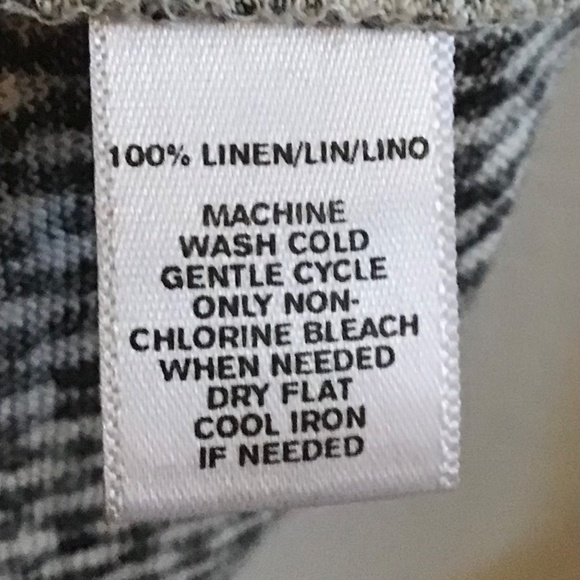 100% LINEN/LIN/LINO
MACHINE
WASH COLD
GENTLE CYCLE
ONLY NON-
CHLORINE BLEACH
WHEN NEEDED
DRY FLAT
COOL IRON
IF NEEDED